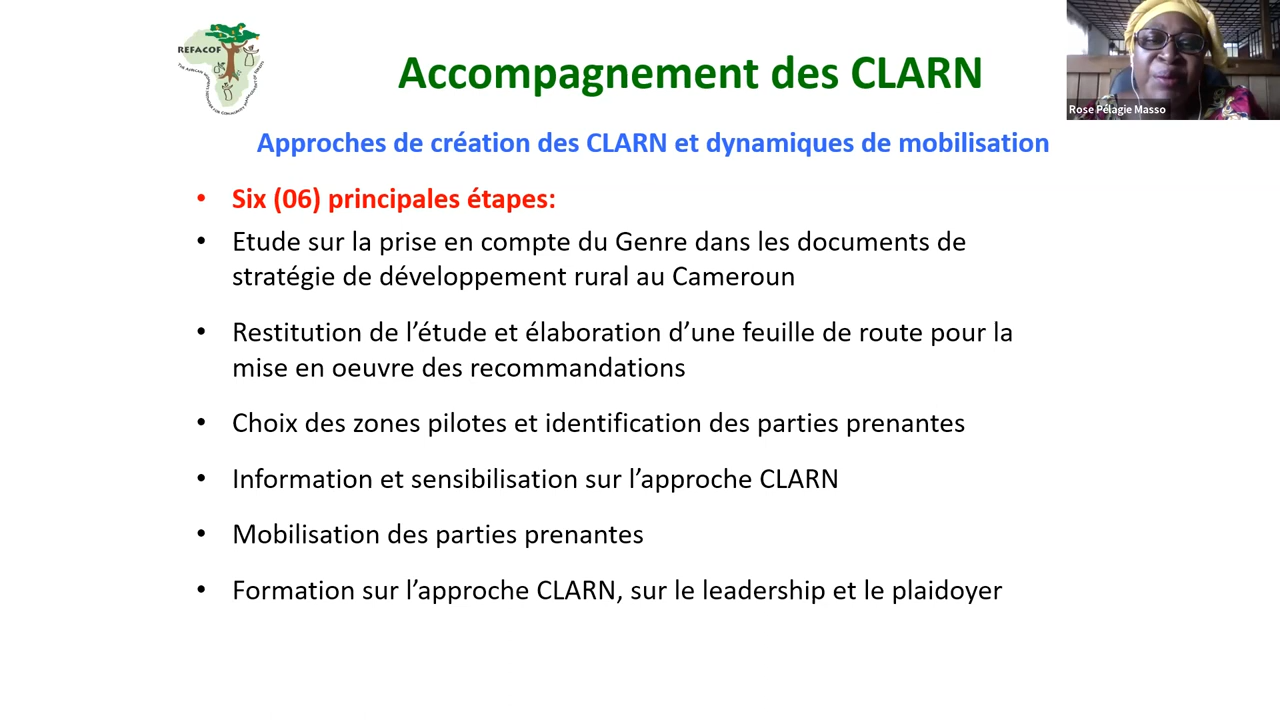 REFACOF
Accompagnement des CLARN
Rose Pélagie Masso
Approches de création des CLARN et dynamiques de mobilisation
• Six (06) principales étapes:
• Etude sur la prise en compte du Genre dans les documents de
stratégie de développement rural au Cameroun
• Restitution de l’étude et élaboration d’une feuille de route pour la
mise en oeuvre des recommandations
• Choix des zones pilotes et identification des parties prenantes
• Information et sensibilisation sur l’approche CLARN
• Mobilisation des parties prenantes
• Formation sur l’approche CLARN, sur le leadership et le plaidoyer